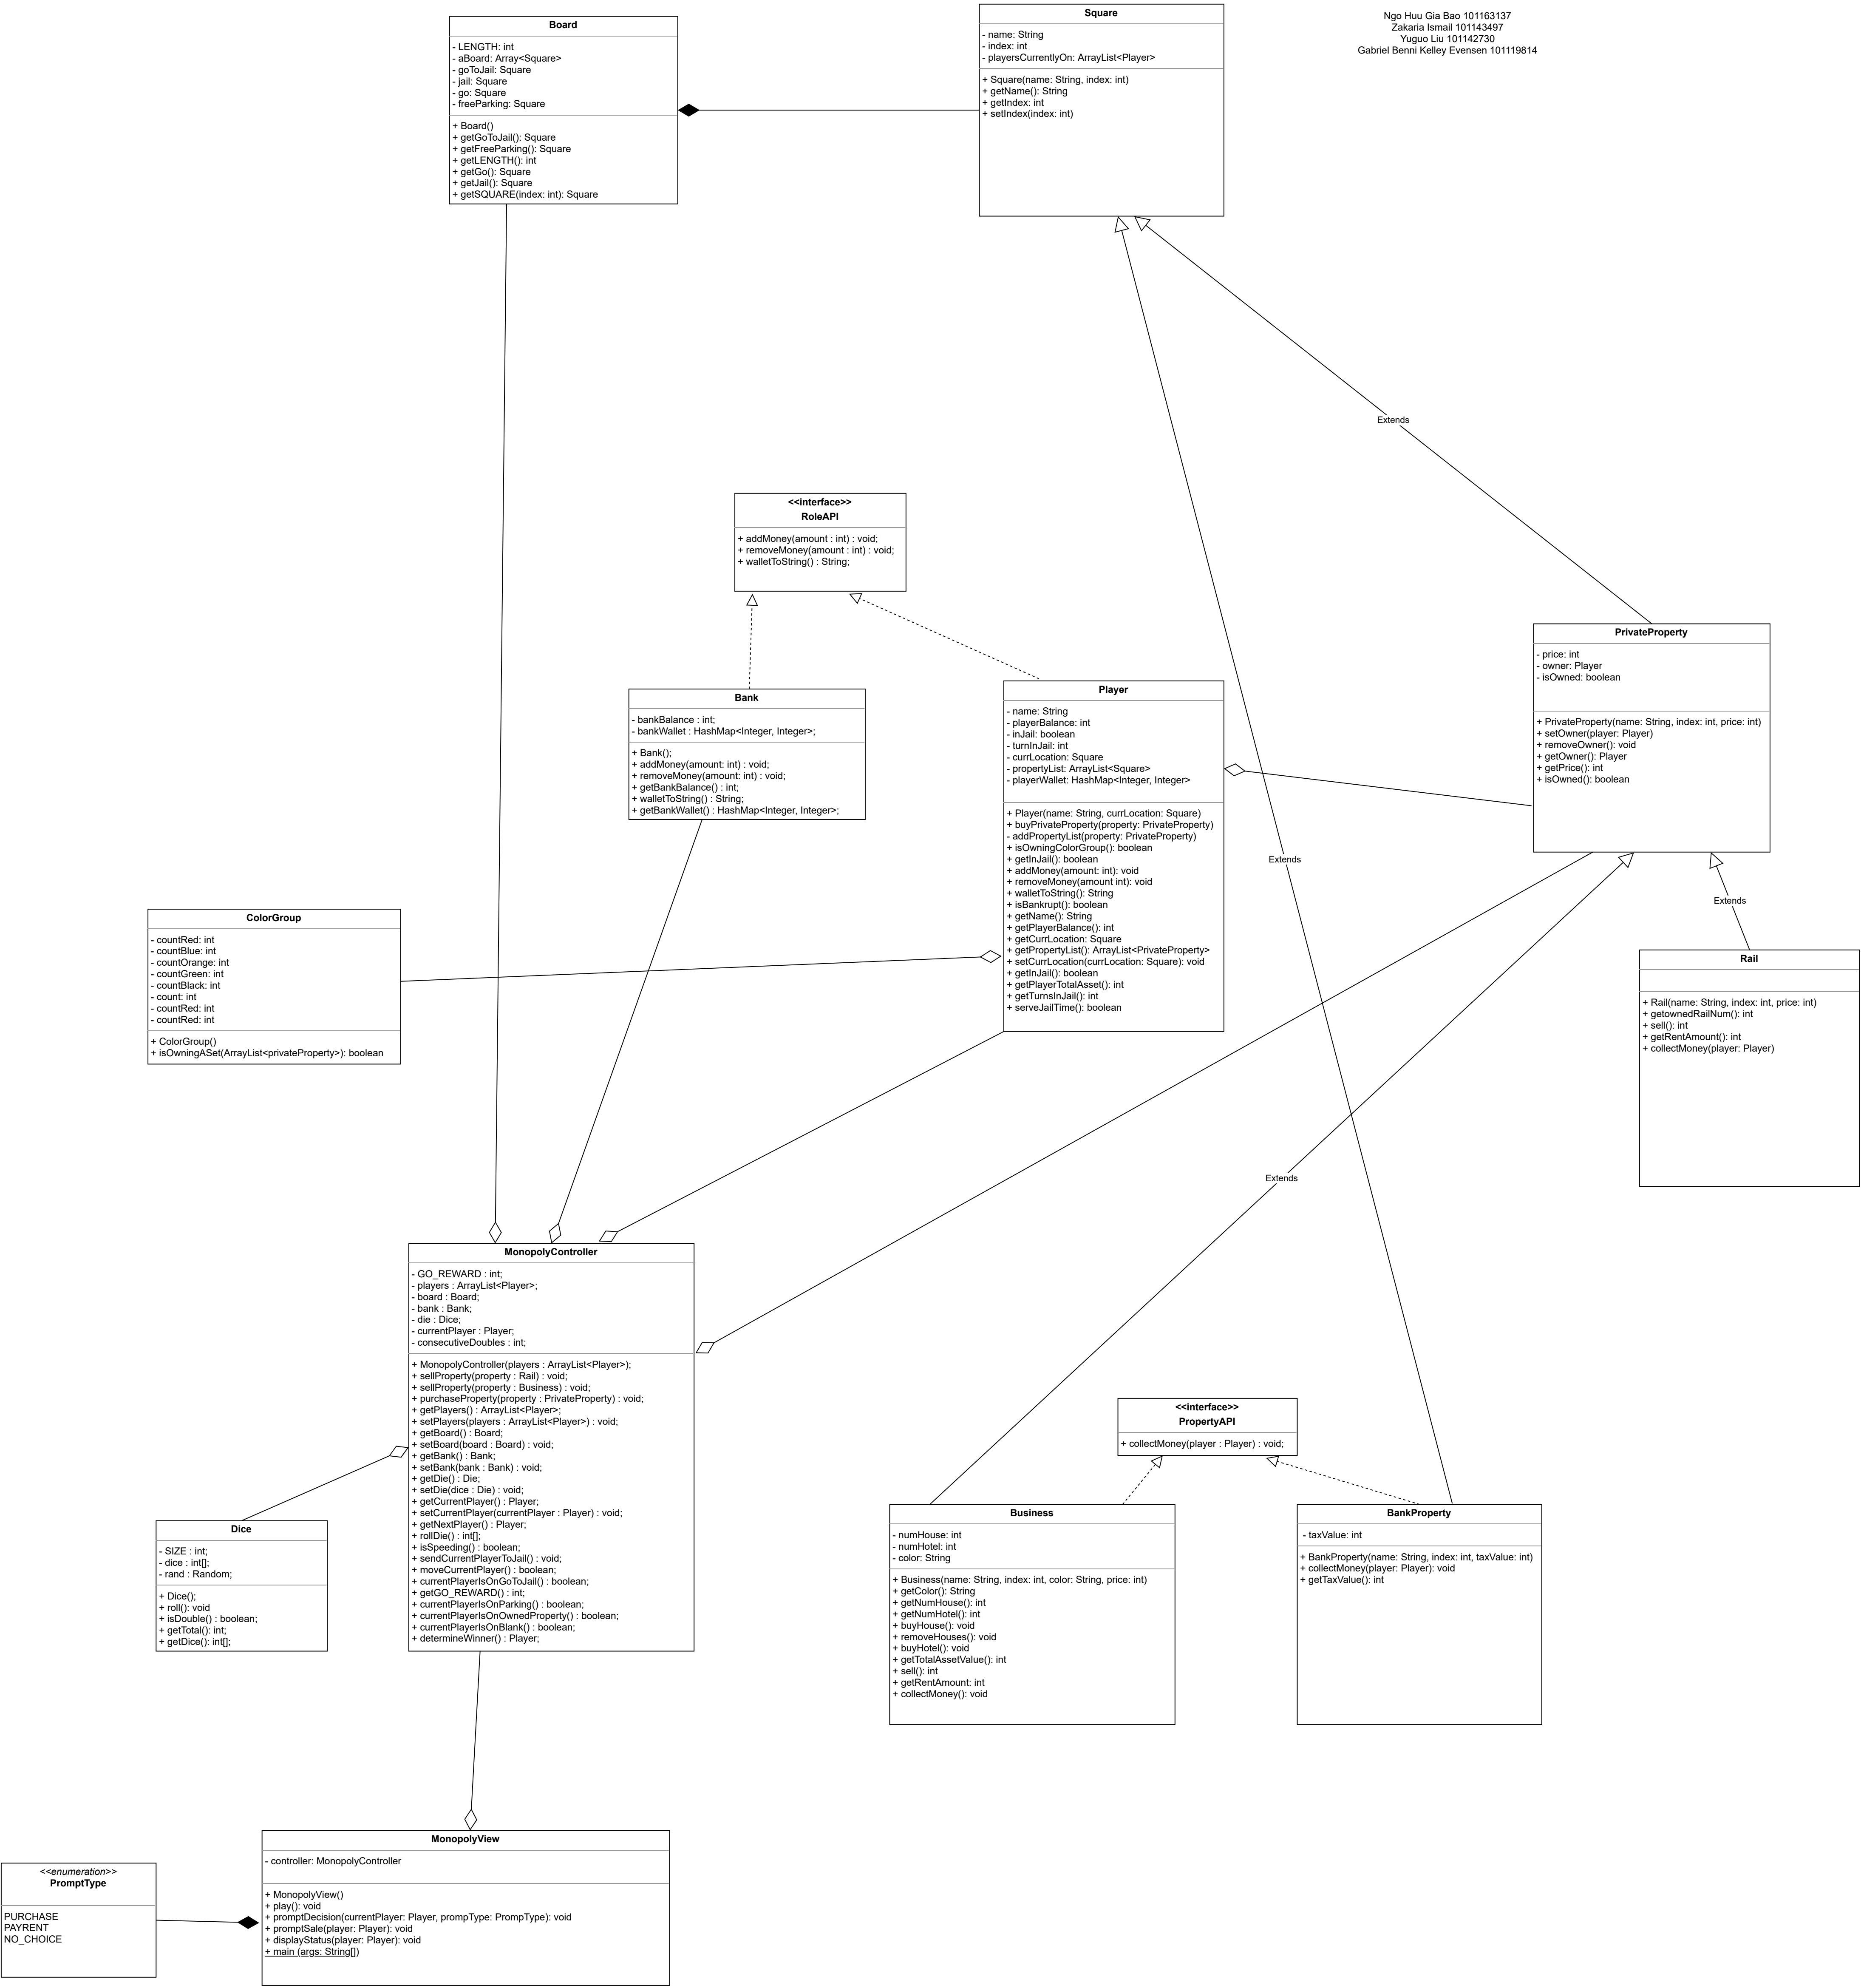 Board
- LENGTH: int
- aBoard: Array<Square>
- goToJail: Square
- jail: Square
- go: Square
- freeParking: Square
+ Board()
+ getGoToJail(): Square
+ getFreeParking(): Square
+ getLENGTH(): int
+ getGo(): Square
+ getJail(): Square
+ getSQUARE(index: int): Square
Square
- name: String
- index: int
- playersCurrentlyOn: ArrayList<Player>
+ Square(name: String, index: int)
+ getName(): String
+ getIndex: int
+ setIndex(index: int)
Ngo Huu Gia Bao 101163137
Zakaria Ismail 101143497
Yuguo Liu 101142730
Gabriel Benni Kelley Evensen 101119814
Extends
<<interface>>
RoleAPI
+ addMoney(amount : int) : void;
+ removeMoney(amount : int) : void;
+ walletToString() : String;
PrivateProperty
- price: int
- owner: Player
- isOwned: boolean
+ PrivateProperty(name: String, index: int, price: int)
+ setOwner(player: Player)
+ removeOwner(): void
+ getOwner(): Player
+ getPrice(): int
+ isOwned(): boolean
Bank
- bankBalance : int;
- bankWallet : HashMap<Integer, Integer>;
+ Bank();
+ addMoney(amount: int) : void;
+ removeMoney(amount: int) : void;
+ getBankBalance() : int;
+ walletToString() : String;
+ getBankWallet() : HashMap<Integer, Integer>;
Player
- name: String
- playerBalance: int
- inJail: boolean
- turnInJail: int
- currLocation: Square
- propertyList: ArrayList<Square>
- playerWallet: HashMap<Integer, Integer>
+ Player(name: String, currLocation: Square)
+ buyPrivateProperty(property: PrivateProperty)
- addPropertyList(property: PrivateProperty)
+ isOwningColorGroup(): boolean
+ getInJail(): boolean
+ addMoney(amount: int): void
+ removeMoney(amount int): void
+ walletToString(): String
+ isBankrupt(): boolean
+ getName(): String
+ getPlayerBalance(): int
+ getCurrLocation: Square
+ getPropertyList(): ArrayList<PrivateProperty>
+ setCurrLocation(currLocation: Square): void
+ getInJail(): boolean
+ getPlayerTotalAsset(): int
+ getTurnsInJail(): int
+ serveJailTime(): boolean
Extends
Extends
ColorGroup
- countRed: int
- countBlue: int
- countOrange: int
- countGreen: int
- countBlack: int
- count: int
- countRed: int
- countRed: int
+ ColorGroup()
+ isOwningASet(ArrayList<privateProperty>): boolean
Rail
+ Rail(name: String, index: int, price: int)
+ getownedRailNum(): int
+ sell(): int
+ getRentAmount(): int
+ collectMoney(player: Player)
Extends
MonopolyController
- GO_REWARD : int;
- players : ArrayList<Player>;
- board : Board;
- bank : Bank;
- die : Dice;
- currentPlayer : Player;
- consecutiveDoubles : int;
+ MonopolyController(players : ArrayList<Player>);
+ sellProperty(property : Rail) : void;
+ sellProperty(property : Business) : void;
+ purchaseProperty(property : PrivateProperty) : void;
+ getPlayers() : ArrayList<Player>;
+ setPlayers(players : ArrayList<Player>) : void;
+ getBoard() : Board;
+ setBoard(board : Board) : void;
+ getBank() : Bank;
+ setBank(bank : Bank) : void;
+ getDie() : Die;
+ setDie(dice : Die) : void;
+ getCurrentPlayer() : Player;
+ setCurrentPlayer(currentPlayer : Player) : void;
+ getNextPlayer() : Player;
+ rollDie() : int[];
+ isSpeeding() : boolean;
+ sendCurrentPlayerToJail() : void;
+ moveCurrentPlayer() : boolean;
+ currentPlayerIsOnGoToJail() : boolean;
+ getGO_REWARD() : int;
+ currentPlayerIsOnParking() : boolean;
+ currentPlayerIsOnOwnedProperty() : boolean;
+ currentPlayerIsOnBlank() : boolean;
+ determineWinner() : Player;
<<interface>>
PropertyAPI
+ collectMoney(player : Player) : void;
Dice
- SIZE : int;
- dice : int[];
- rand : Random;
+ Dice();
+ roll(): void
+ isDouble() : boolean;
+ getTotal(): int;
+ getDice(): int[];
Business
- numHouse: int
- numHotel: int
- color: String
+ Business(name: String, index: int, color: String, price: int)
+ getColor(): String
+ getNumHouse(): int
+ getNumHotel(): int
+ buyHouse(): void
+ removeHouses(): void
+ buyHotel(): void
+ getTotalAssetValue(): int
+ sell(): int
+ getRentAmount: int
+ collectMoney(): void
BankProperty
- taxValue: int
+ BankProperty(name: String, index: int, taxValue: int)
+ collectMoney(player: Player): void
+ getTaxValue(): int
MonopolyView
- controller: MonopolyController
+ MonopolyView()
+ play(): void
+ promptDecision(currentPlayer: Player, prompType: PrompType): void
+ promptSale(player: Player): void
+ displayStatus(player: Player): void
+ main (args: String[])
<<enumeration>>
PromptType
PURCHASE
PAYRENT
NO_CHOICE